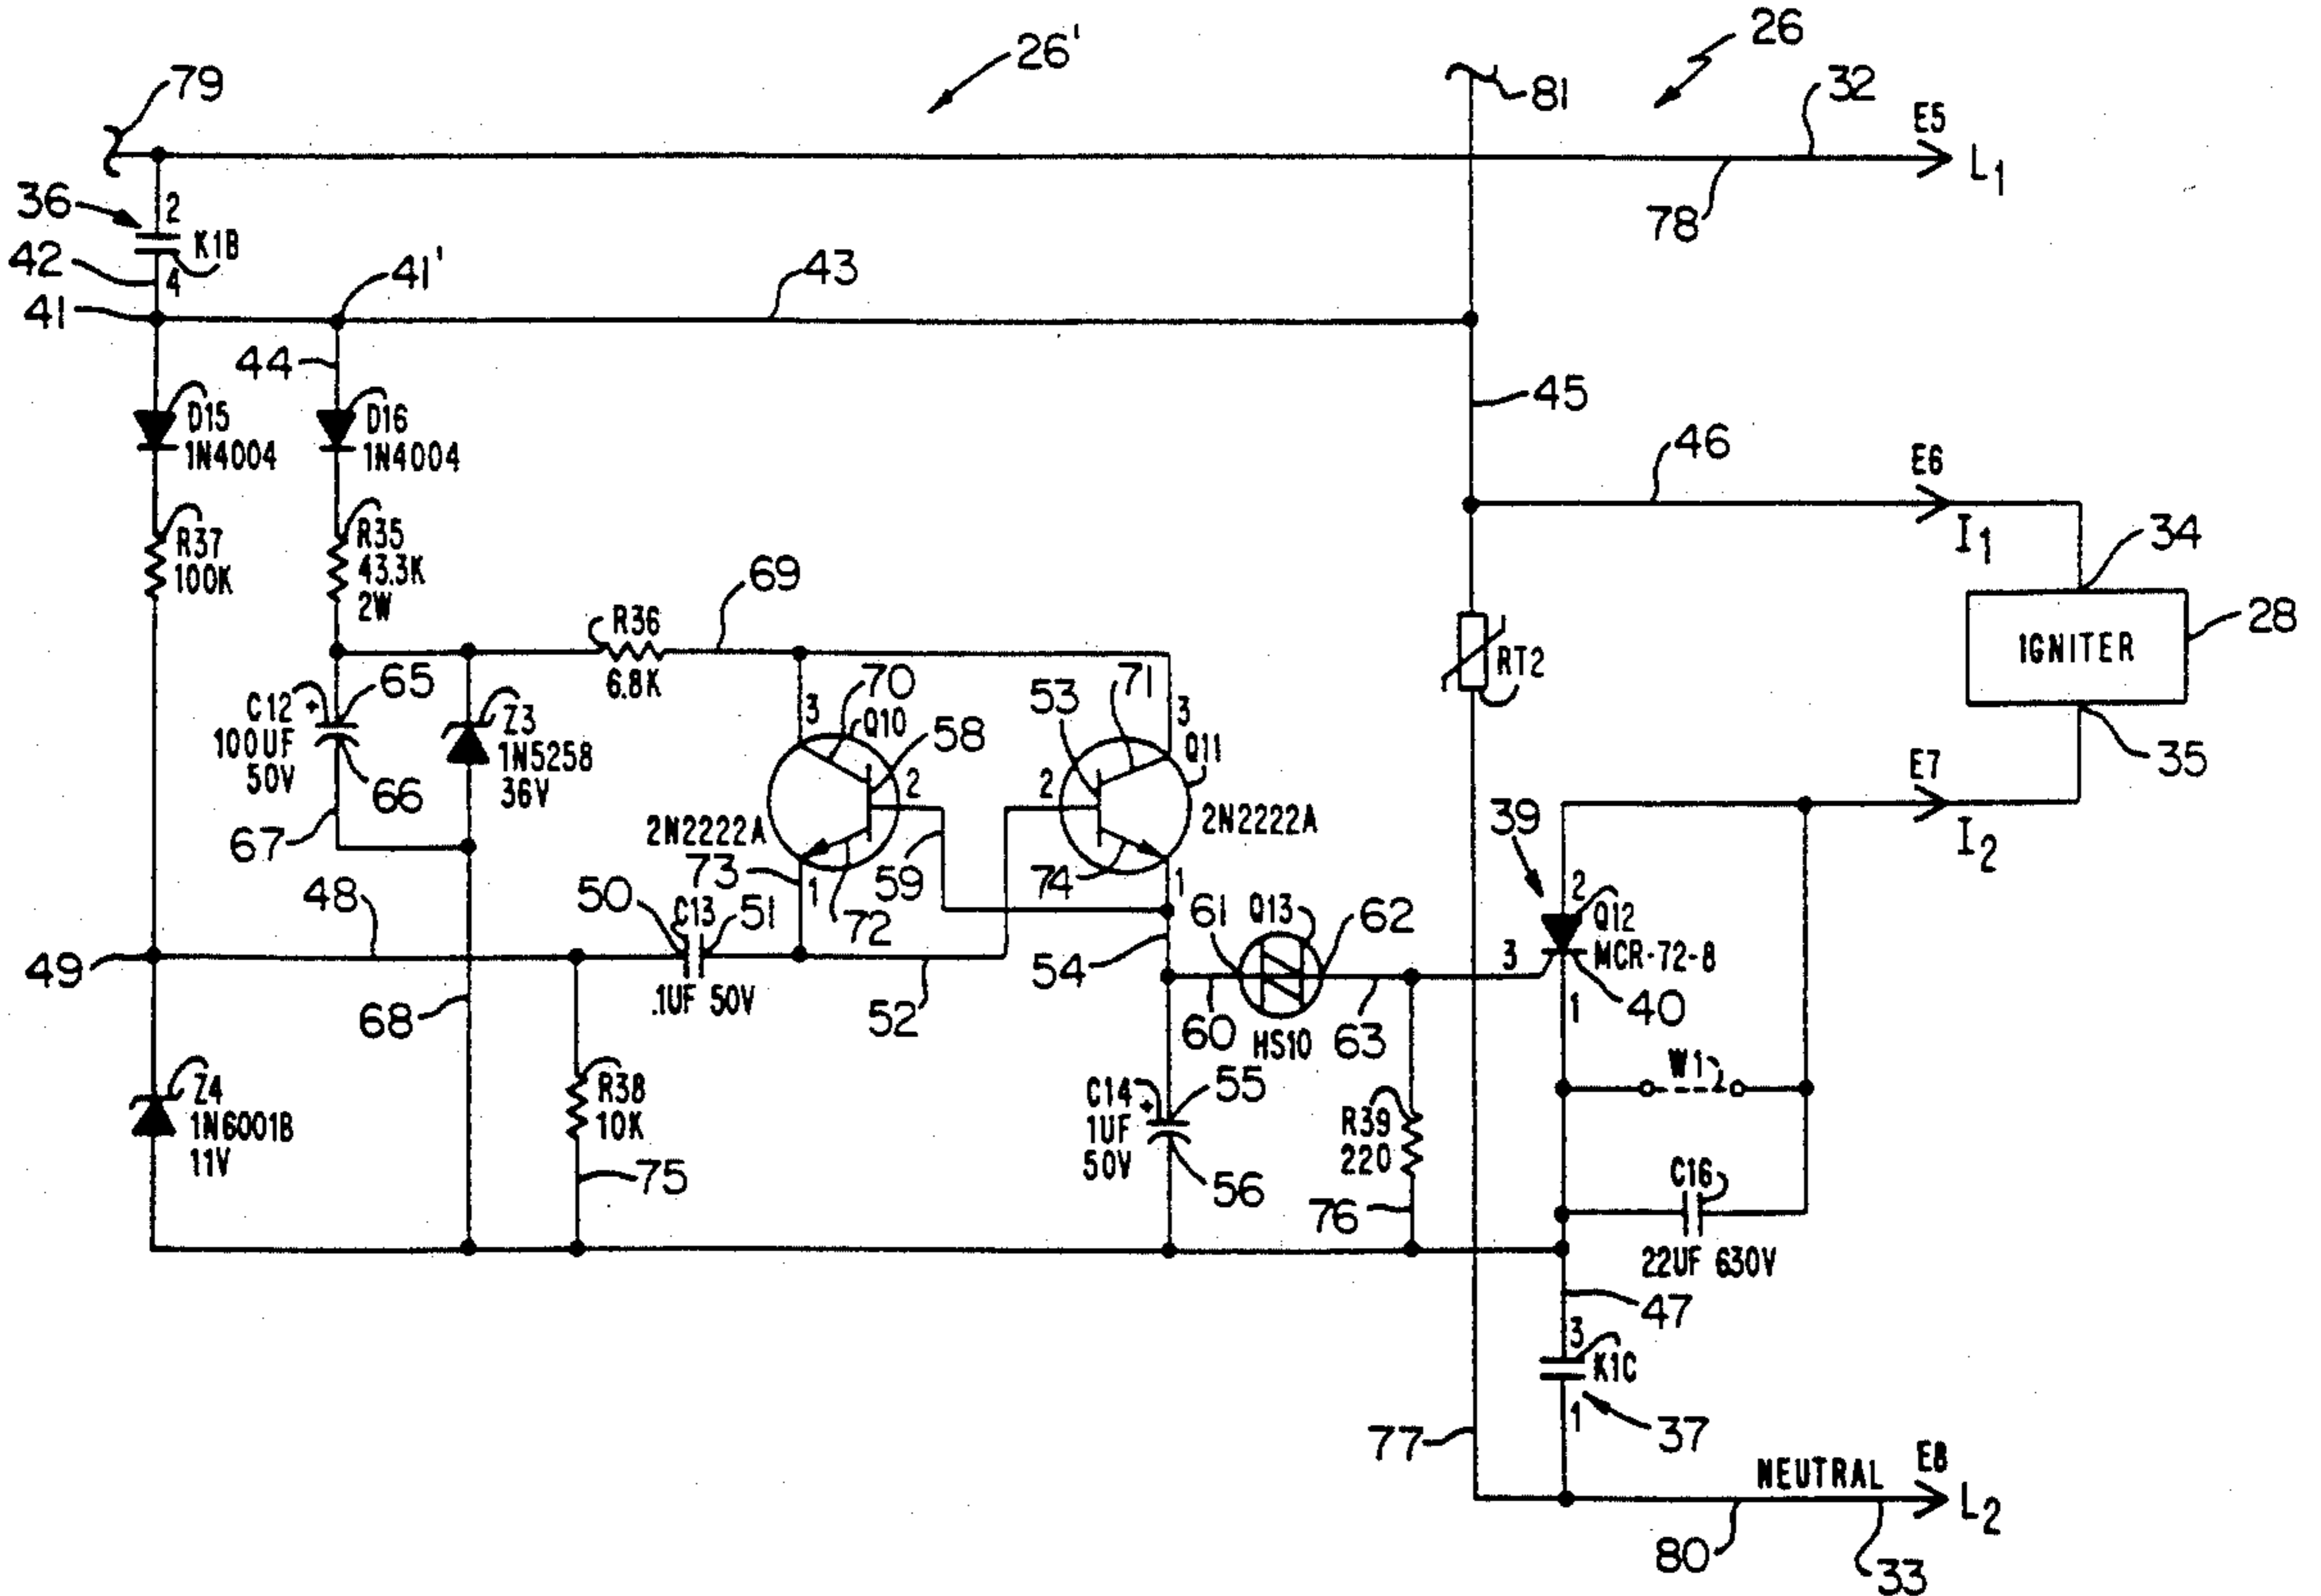 26'
26
79
81
32
E5
L1
78
36
2
K1B
42
4
41
41'
43
44
45
D15
1N4004
D16
1N4004
46
E6
I1
34
R37
100K
R35
43.3K
2W
R36
6.8K
69
IGNITER
28
RT2
35
C12
+
100UF
50V
65
66
67
Z3
1N5258
36V
3
70
Q10
58
2
2N2222A
73
1
72
59
53
71
3
Q11
2
2N2222A
74
1
39
E7
I2
2
Q12
MCR-72-8
3
40
1
48
49
50
C13
51
.1UF 50V
52
54
61
Q13
62
60
HS10
63
68
Z4
1N6001B
11V
R38
10K
75
C14
+
1UF
50V
55
56
R39
220
76
W1
C16
22UF 630V
47
3
K1C
1
37
77
NEUTRAL
E8
L2
80
33